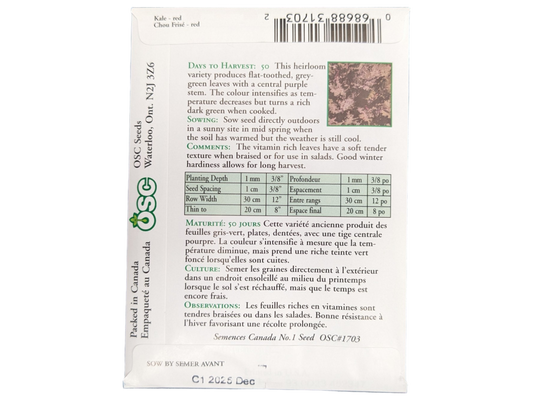 Kale - red
Chou Frisé - red
0 68688 31703 2
DAYS TO HARVEST: 50 This heirloom
variety produces flat-toothed, grey-
green leaves with a central purple
stem. The colour intensifies as tem-
perature decreases but turns a rich
dark green when cooked.
SOWING: Sow seed directly outdoors
in a sunny site in mid spring when
the soil has warmed but the weather is still cool.
COMMENTS: The vitamin rich leaves have a soft tender
texture when braised or for use in salads. Good winter
hardiness allows for long harvest.
Planting Depth 1 mm 3/8" Profondeur 1 mm 3/8 po
Seed Spacing 1 cm 3/8" Espacement 1 cm 3/8 po
Row Width 30 cm 12" Entre rangs 30 cm 12 po
Thin to 20 cm 8" Espace final 20 cm 8 po
MATURITÉ: 50 JOURS Cette variété ancienne produit des
feuilles gris-vert, plates, dentées, avec une tige centrale
pourpre. La couleur s'intensifie à mesure que la tem-
pérature diminue, mais prend une riche teinte vert
foncé lorsqu'elles sont cuites.
CULTURE: Semer les graines directement à l'extérieur
dans un endroit ensoleillé au milieu du printemps
lorsque le sol s'est réchauffé, mais que le temps est
encore frais.
OBSERVATIONS: Les feuilles riches en vitamines sont
tendres braisées ou dans les salades. Bonne résistance à
l'hiver favorisant une récolte prolongée.
Semences Canada No.1 Seed OSC#1703
OSC Seeds
Waterloo, Ont. N2J 3Z6
OSC
Packed in Canada
Empaqueté au Canada
SOW BY SEMER AVANT
C1 2025 Dec